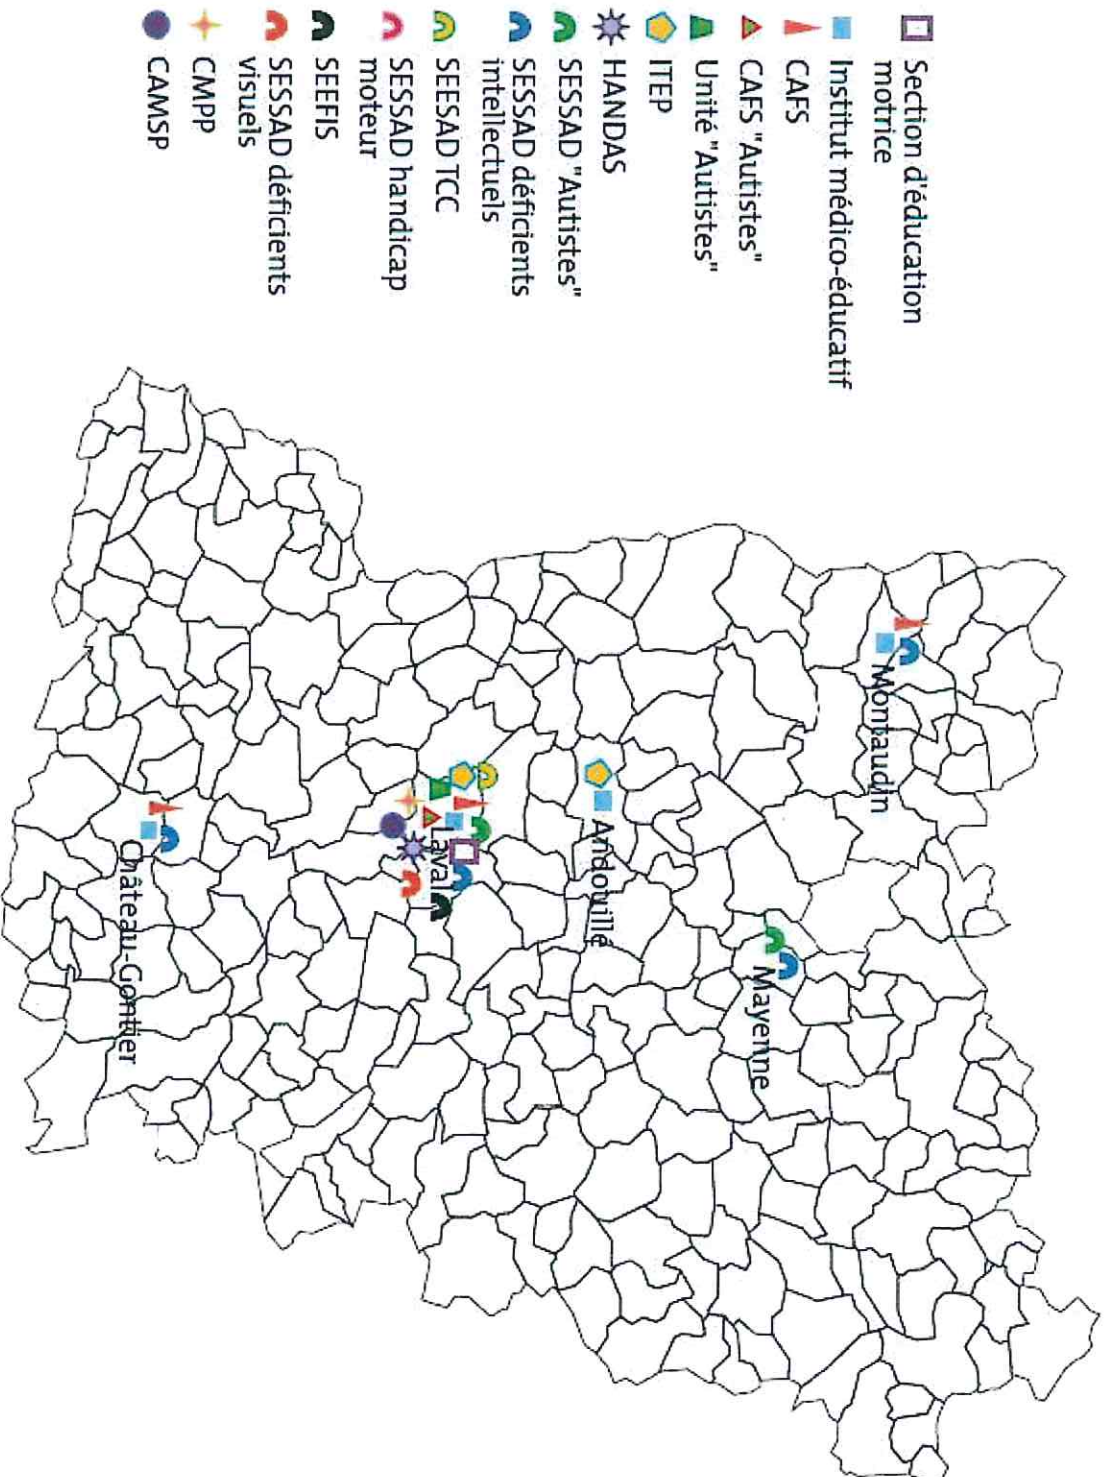 Section d'éducation
motrice
Institut médico-éducatif
CAFS
CAFS "Autistes"
Unité "Autistes"
ITEP
HANDAS
SESSAD "Autistes"
SESSAD déficients
intellectuels
SEESAD TCC
SESSAD handicap
moteur
SEEFIS
SESSAD déficients
visuels
CMPP
CAMSP
Montaudin
Mayenne
Andouillé
Laval
Château-Gontier